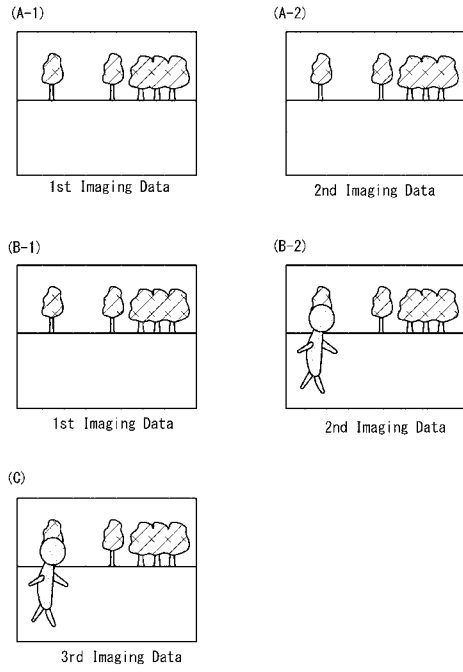 (A-1)
(A-2)
1st Imaging Data
2nd Imaging Data
(B-1)
(B-2)
1st Imaging Data
2nd Imaging Data
(C)
3rd Imaging Data